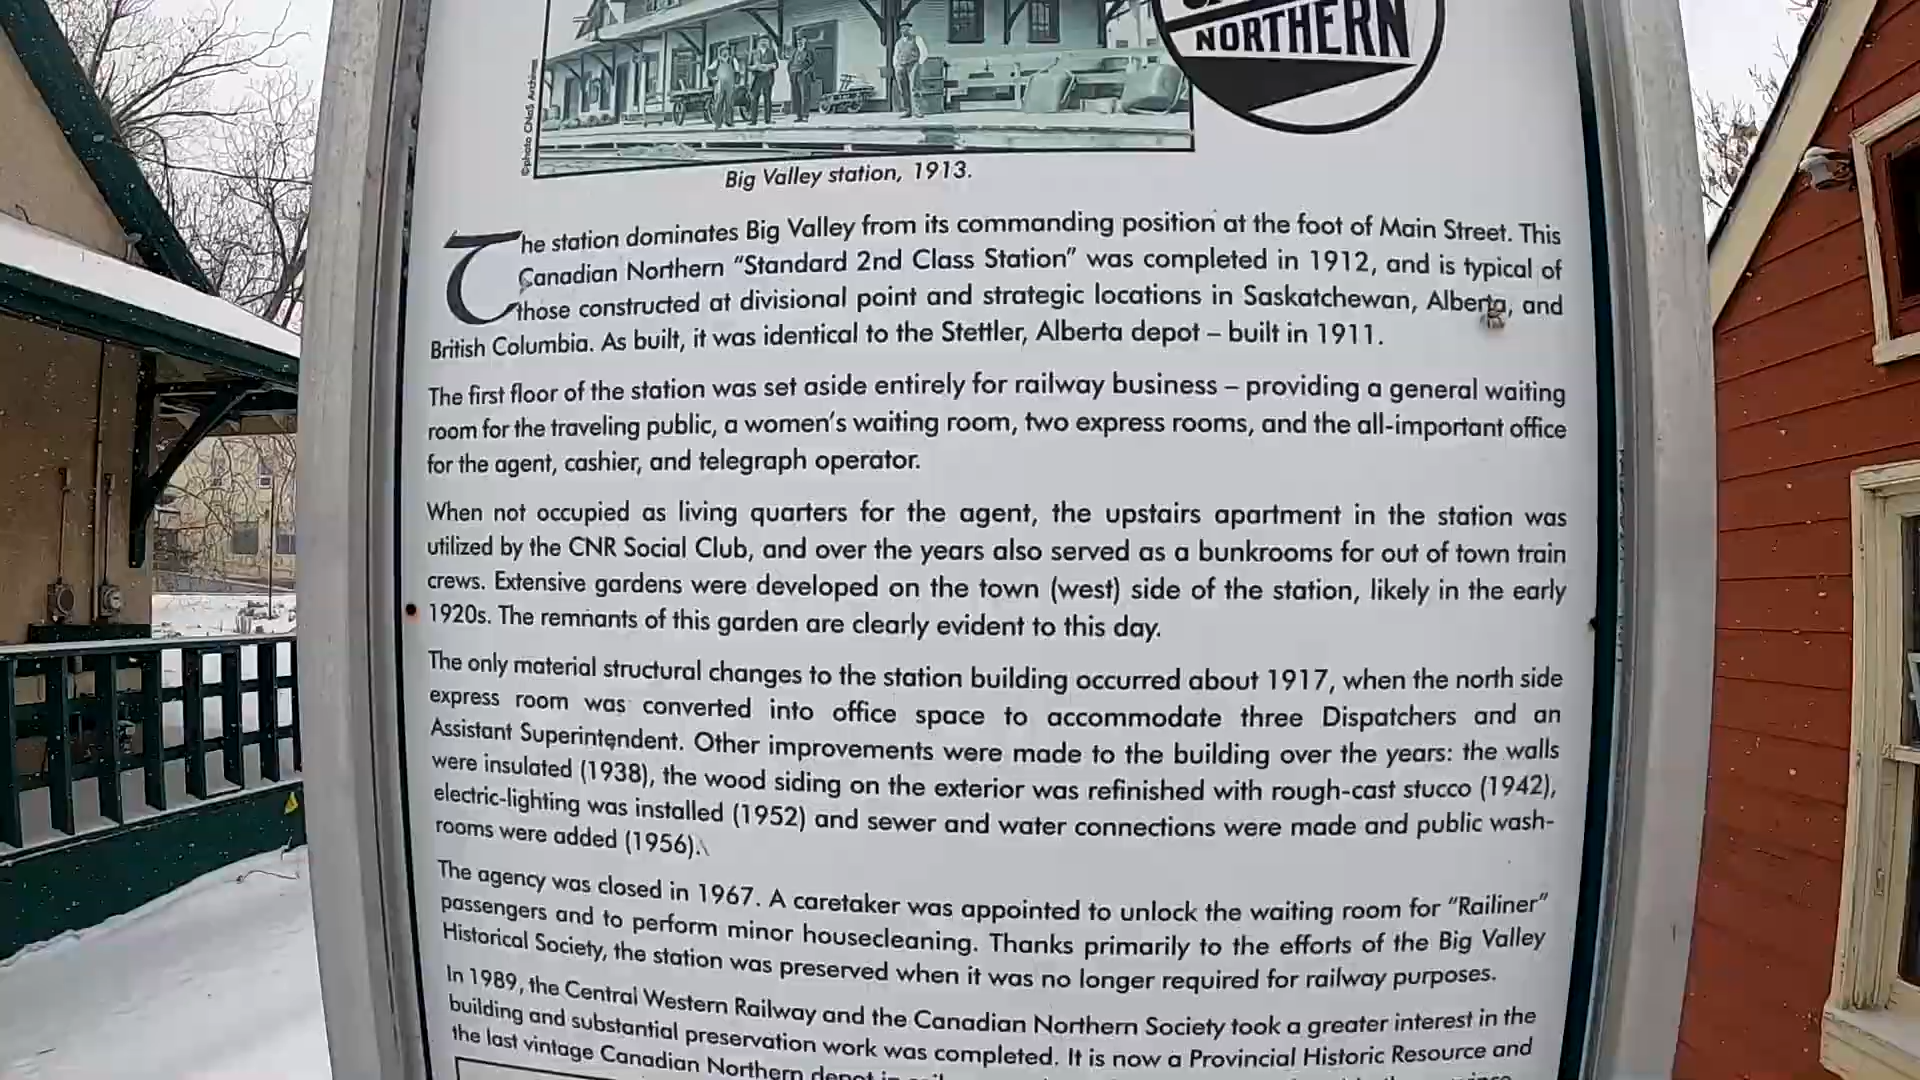 NORTHERN
©photo CNoS Archives
Big Valley station, 1913.
The station dominates Big Valley from its commanding position at the foot of Main Street. This
Canadian Northern “Standard 2nd Class Station” was completed in 1912, and is typical of
those constructed at divisional point and strategic locations in Saskatchewan, Alberta, and
British Columbia. As built, it was identical to the Stettler, Alberta depot – built in 1911.
The first floor of the station was set aside entirely for railway business – providing a general waiting
room for the traveling public, a women’s waiting room, two express rooms, and the all-important office
for the agent, cashier, and telegraph operator.
When not occupied as living quarters for the agent, the upstairs apartment in the station was
utilized by the CNR Social Club, and over the years also served as a bunkrooms for out of town train
crews. Extensive gardens were developed on the town (west) side of the station, likely in the early
1920s. The remnants of this garden are clearly evident to this day.
The only material structural changes to the station building occurred about 1917, when the north side
express room was converted into office space to accommodate three Dispatchers and an
Assistant Superintendent. Other improvements were made to the building over the years: the walls
were insulated (1938), the wood siding on the exterior was refinished with rough-cast stucco (1942),
electric-lighting was installed (1952) and sewer and water connections were made and public wash-
rooms were added (1956).
The agency was closed in 1967. A caretaker was appointed to unlock the waiting room for “Railiner”
passengers and to perform minor housecleaning. Thanks primarily to the efforts of the Big Valley
Historical Society, the station was preserved when it was no longer required for railway purposes.
In 1989, the Central Western Railway and the Canadian Northern Society took a greater interest in the
building and substantial preservation work was completed. It is now a Provincial Historic Resource and
the last vintage Canadian Northern depot in